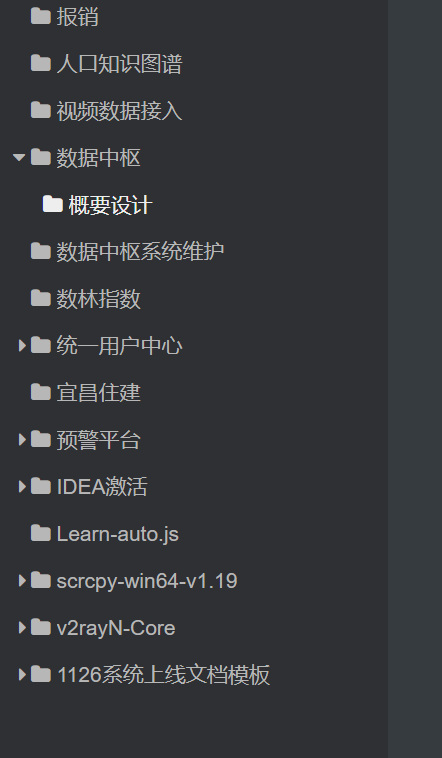 报销
人口知识图谱
视频数据接入
数据中枢
概要设计
数据中枢系统维护
数林指数
统一用户中心
宜昌住建
预警平台
IDEA激活
Learn-auto.js
scrcpy-win64-v1.19
v2rayN-Core
1126系统上线文档模板